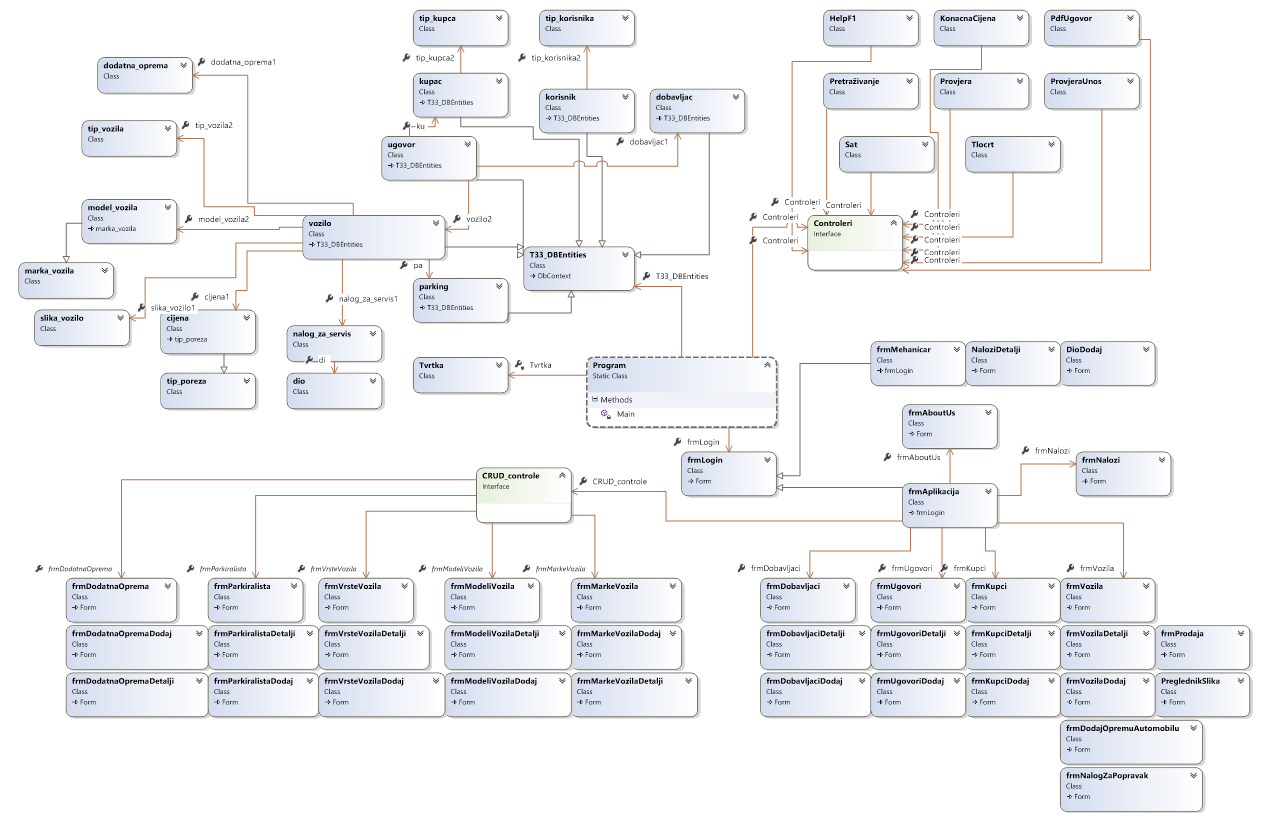 tip_kupca
Class
tip_korisnika
Class
HelpF1
Class
KonacnaCijena
Class
PdfUgovor
Class
dodatna_oprema
Class
dodatna_oprema1
tip_kupca2
tip_korisnika2
kupac
Class
T33_DBEntities
korisnik
Class
T33_DBEntities
dobavljac
Class
T33_DBEntities
Pretraživanje
Class
Provjera
Class
ProvjeraUnos
Class
tip_vozila
Class
tip_vozila2
ku
dobavljac1
ugovor
Class
T33_DBEntities
Sat
Class
Tlocrt
Class
model_vozila
Class
marka_vozila
model_vozila2
vozilo
Class
T33_DBEntities
vozilo2
Controleri
Controleri
Controleri
Controleri
Controleri
Interface
Controleri
Controleri
Controleri
Controleri
Controleri
marka_vozila
Class
T33_DBEntities
Class
DbContext
T33_DBEntities
pa
parking
Class
T33_DBEntities
cijena1
nalog_za_servis1
slika_vozilo1
slika_vozilo
Class
cijena
Class
tip_poreza
nalog_za_servis
Class
di
tip_poreza
Class
dio
Class
Tvrtka
Class
Tvrtka
Program
Static Class
Methods
Main
frmMehanicar
Class
frmLogin
NaloziDetalji
Class
Form
DioDodaj
Class
Form
frmLogin
frmLogin
Class
Form
frmAboutUs
Class
Form
frmAboutUs
frmNalozi
frmNalozi
Class
Form
CRUD_controle
Interface
CRUD_controle
frmAplikacija
Class
frmLogin
frmDodatnaOprema
frmParkiralista
frmVrsteVozila
frmModeliVozila
frmMarkeVozila
frmDobavljaci
frmUgovori
frmKupci
frmVozila
frmDodatnaOprema
Class
Form
frmParkiralista
Class
Form
frmVrsteVozila
Class
Form
frmModeliVozila
Class
Form
frmMarkeVozila
Class
Form
frmDobavljaci
Class
Form
frmUgovori
Class
Form
frmKupci
Class
Form
frmVozila
Class
Form
frmDodatnaOpremaDodaj
Class
Form
frmParkiralistaDetalji
Class
Form
frmVrsteVozilaDetalji
Class
Form
frmModeliVozilaDetalji
Class
Form
frmMarkeVozilaDodaj
Class
Form
frmDobavljaciDetalji
Class
Form
frmUgovoriDetalji
Class
Form
frmKupciDetalji
Class
Form
frmVozilaDetalji
Class
Form
frmProdaja
Class
Form
frmDodatnaOpremaDetalji
Class
Form
frmParkiralistaDodaj
Class
Form
frmVrsteVozilaDodaj
Class
Form
frmModeliVozilaDodaj
Class
Form
frmMarkeVozilaDetalji
Class
Form
frmDobavljaciDodaj
Class
Form
frmUgovoriDodaj
Class
Form
frmKupciDodaj
Class
Form
frmVozilaDodaj
Class
Form
PreglednikSlika
Class
Form
frmDodajOpremuAutomobilu
Class
Form
frmNalogZaPopravak
Class
Form